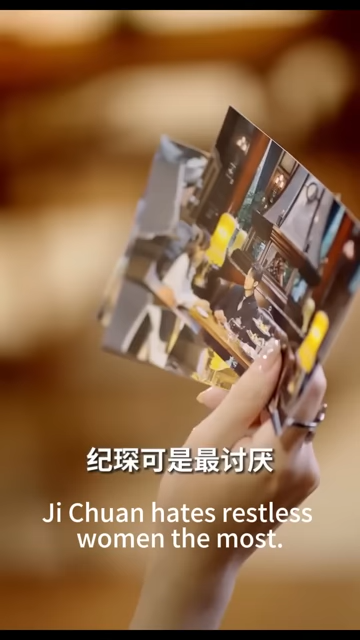 纪琛可是最讨厌
Ji Chuan hates restless
women the most.